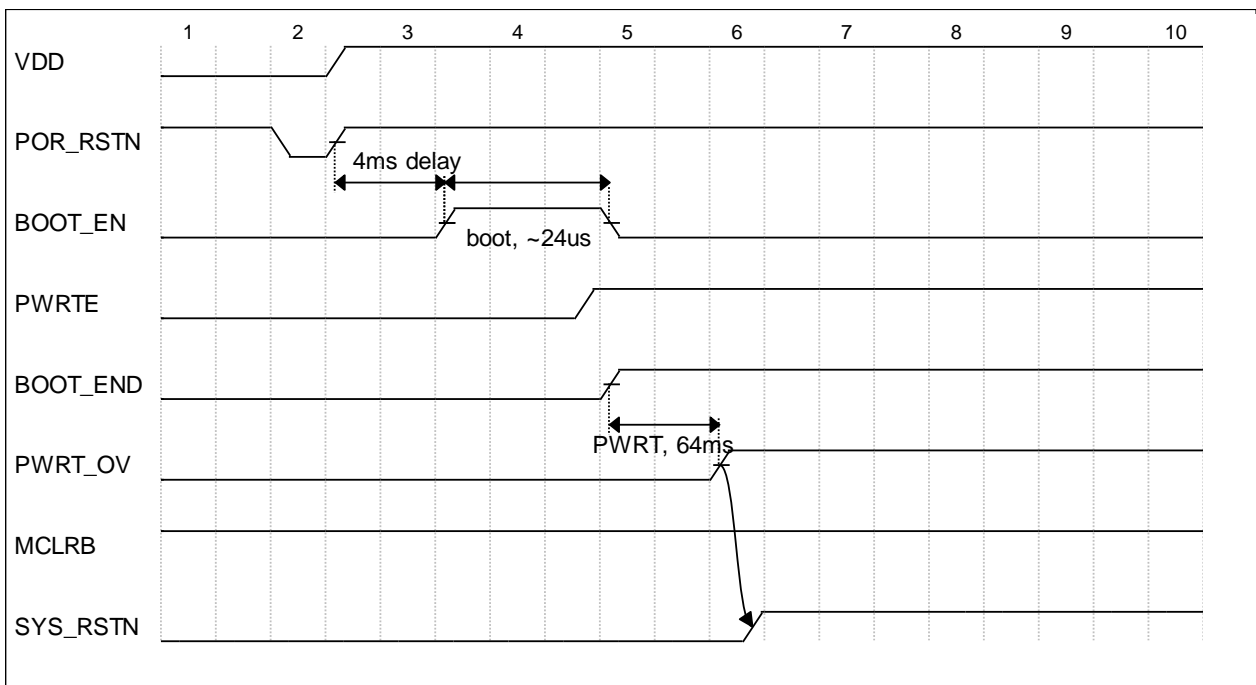 1 2 3 4 5 6 7 8 9 10
VDD
POR_RSTN
4ms delay
BOOT_EN
boot, ~24us
PWRTE
BOOT_END
PWRT, 64ms
PWRT_OV
MCLRB
SYS_RSTN